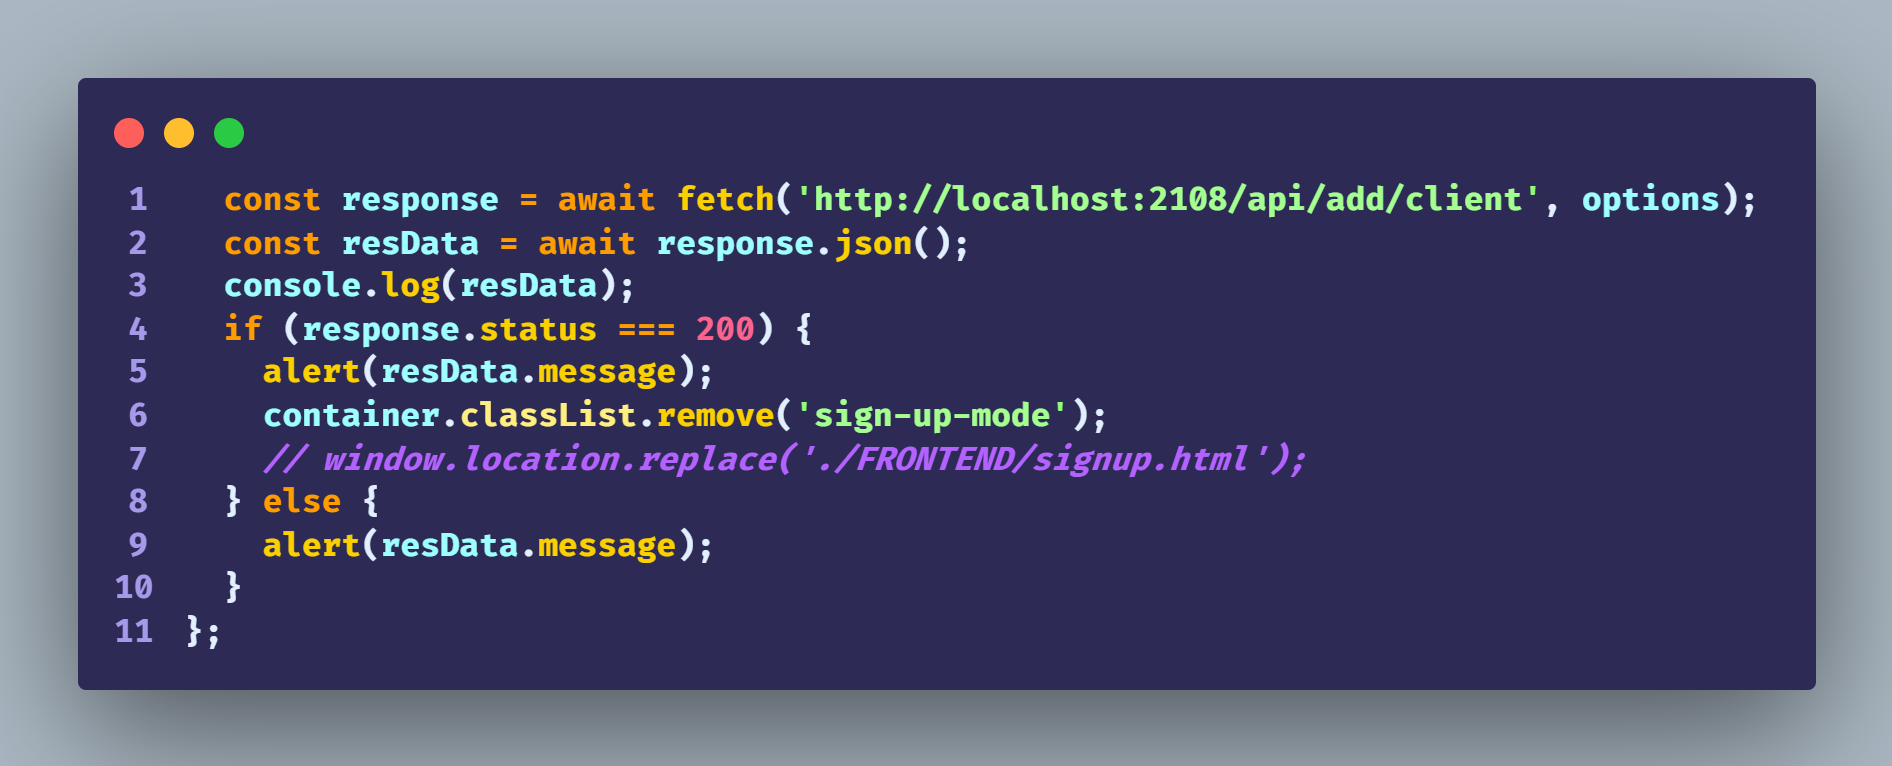 1 const response = await fetch('http://localhost:2108/api/add/client', options);
2 const resData = await response.json();
3 console.log(resData);
4 if (response.status === 200) {
5 alert(resData.message);
6 container.classList.remove('sign-up-mode');
7 // window.location.replace('./FRONTEND/signup.html');
8 } else {
9 alert(resData.message);
10 }
11 };